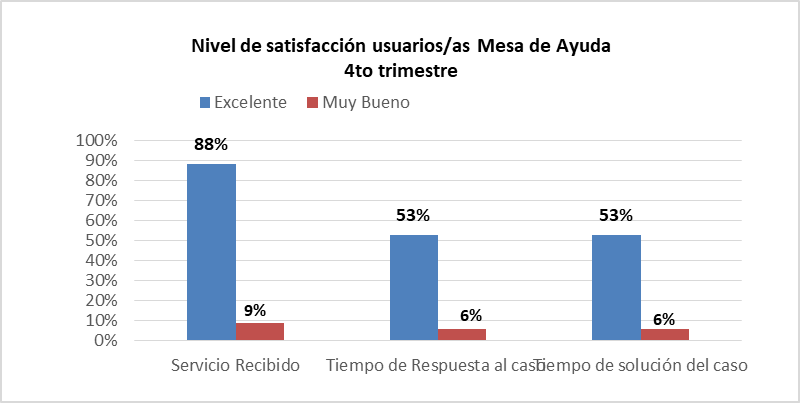 Nivel de satisfacción usuarios/as Mesa de Ayuda
4to trimestre
Excelente Muy Bueno
100%
90%
80%
70%
60%
50%
40%
30%
20%
10%
0%
88%
9%
53%
6%
53%
6%
Servicio Recibido
Tiempo de Respuesta al caso
Tiempo de solución del caso